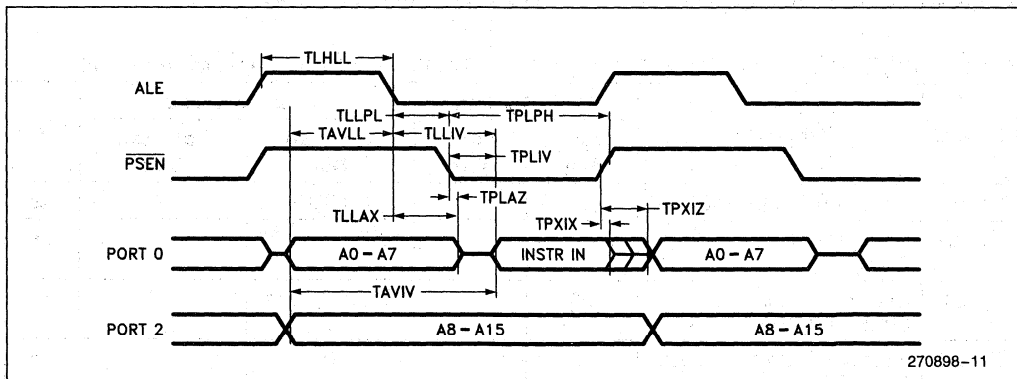 TLHLL
ALE
TLLPL
TPLPH
TAVLL
TLLIV
PSEN
TPLIV
TPLAZ
TLLAX
TPXIX
TPXIZ
PORT 0
A0 – A7
INSTR IN
A0 – A7
TAVIV
PORT 2
A8 – A15
A8 – A15
270898–11